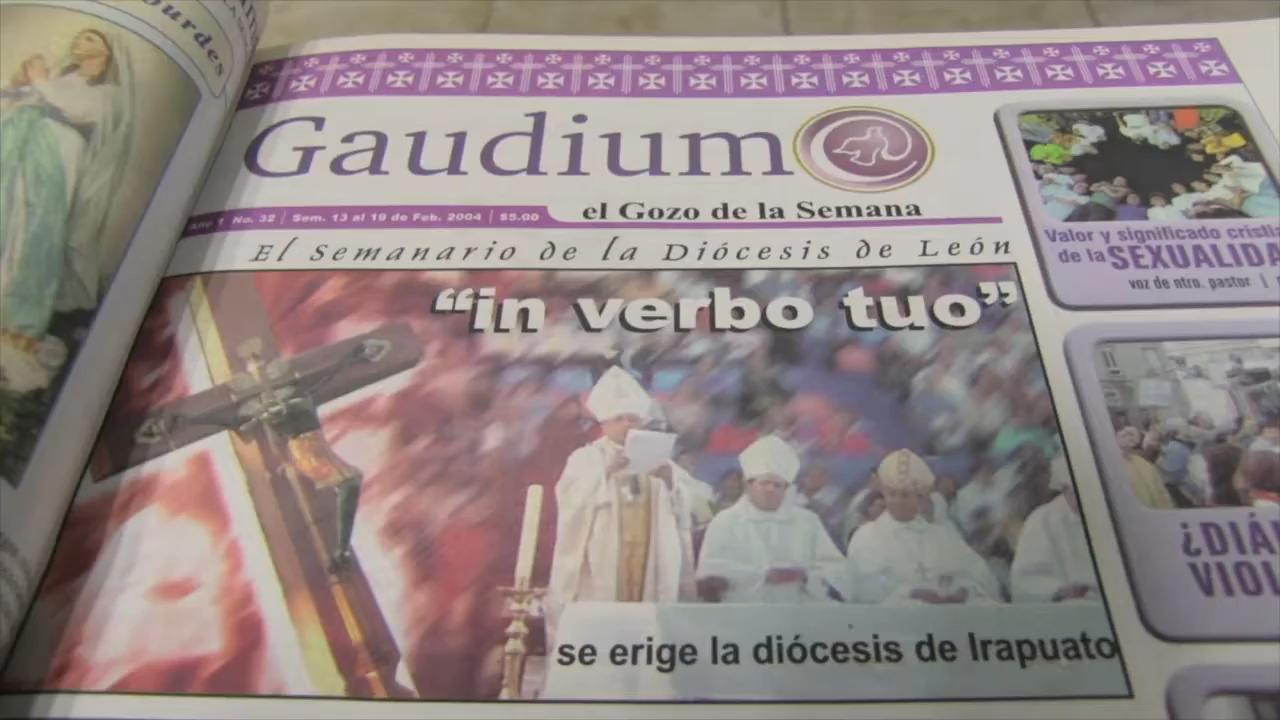 ourdes
Gaudium
Año 1 No. 32 | Sem. 13 al 19 de Feb. 2004 | $5.00
el Gozo de la Semana
El Semanario de la Diócesis de León
“in verbo tuo”
se erige la diócesis de Irapuato
Valor y significado cristia
de la SEXUALIDA
voz de ntro. pastor |
¿DIÁ
VIOL